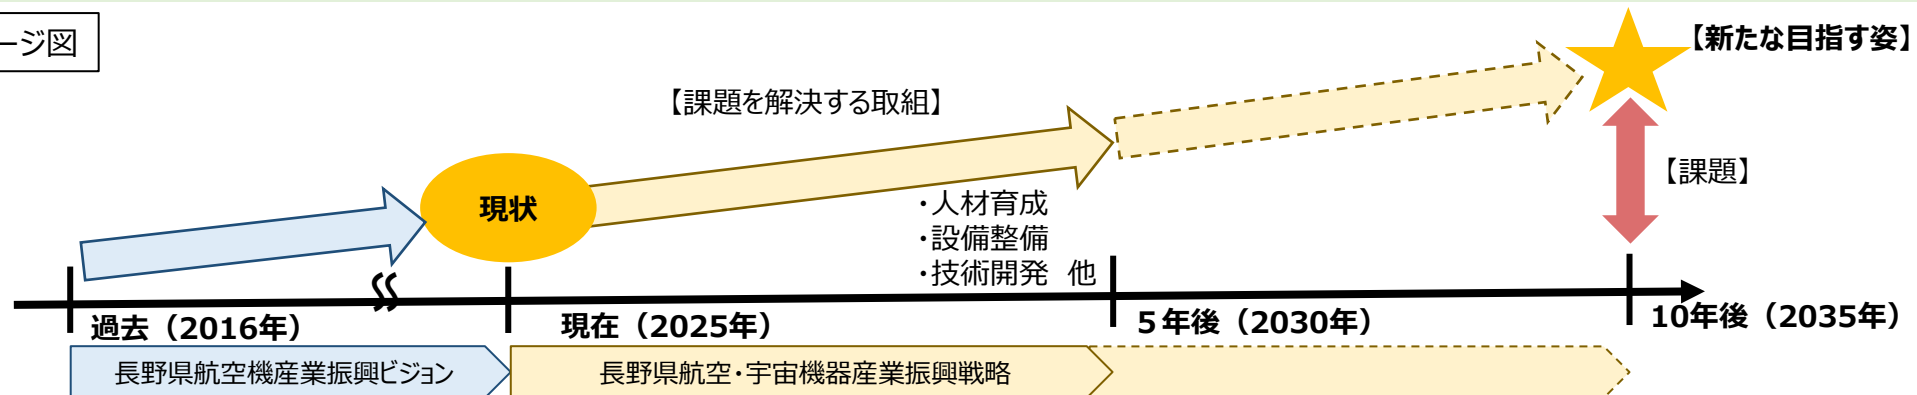 ージ図
【新たな目指す姿】
【課題を解決する取組】
【課題】
現状
・人材育成
・設備整備
・技術開発　他
過去（2016年）
現在（2025年）
５年後（2030年）
10年後（2035年）
長野県航空機産業振興ビジョン
長野県航空・宇宙機器産業振興戦略